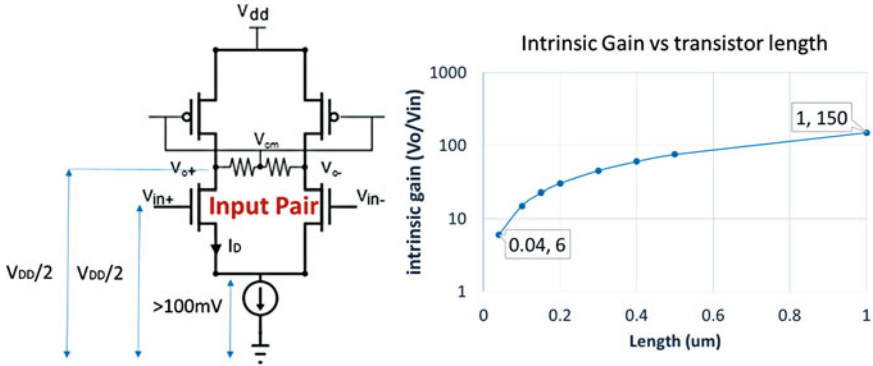 Vdd
Vcm
Vo+
Vo-
Vin+
Input Pair
Vin-
ID
VDD/2
VDD/2
>100mV
Intrinsic Gain vs transistor length
intrinsic gain (Vo/Vin)
1000
100
10
1
1, 150
0.04, 6
0
0.2
0.4
0.6
0.8
1
Length (um)